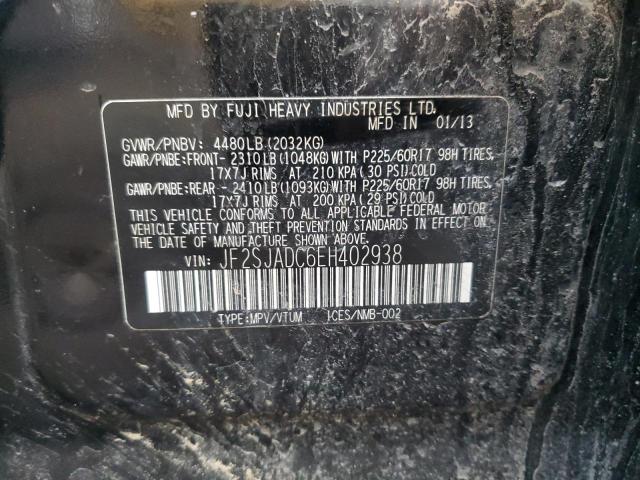 MFD BY FUJI HEAVY INDUSTRIES LTD.
MFD IN 01/13
GVWR/PNBV: 4480LB(2032KG)
GAWR/PNBE:FRONT- 2310LB(1048KG)WITH P225/60R17 98H TIRES,
17X7J RIMS AT 210 KPA(30 PSI)COLD
GAWR/PNBE:REAR - 2410LB(1093KG)WITH P225/60R17 98H TIRES,
17X7J RIMS AT 200 KPA(29 PSI)COLD
THIS VEHICLE CONFORMS TO ALL APPLICABLE FEDERAL MOTOR
VEHICLE SAFETY AND BUMPER STANDARDS IN EFFECT ON THE
DATE OF MANUFACTURE SHOWN ABOVE.
VIN: JF2SJADC6EH402938
TYPE:MPV/VTUM ICES/NMB-002